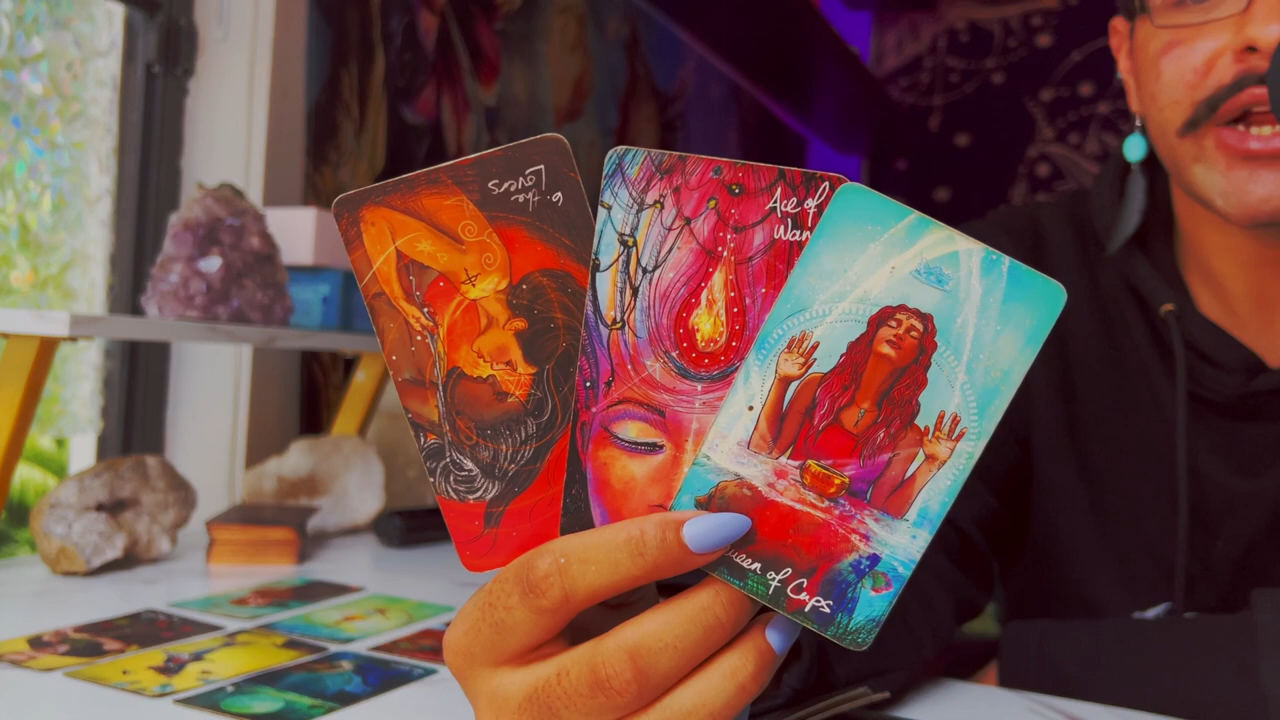 6. the
Lovers
Ace of
Wan
ueen of Cups